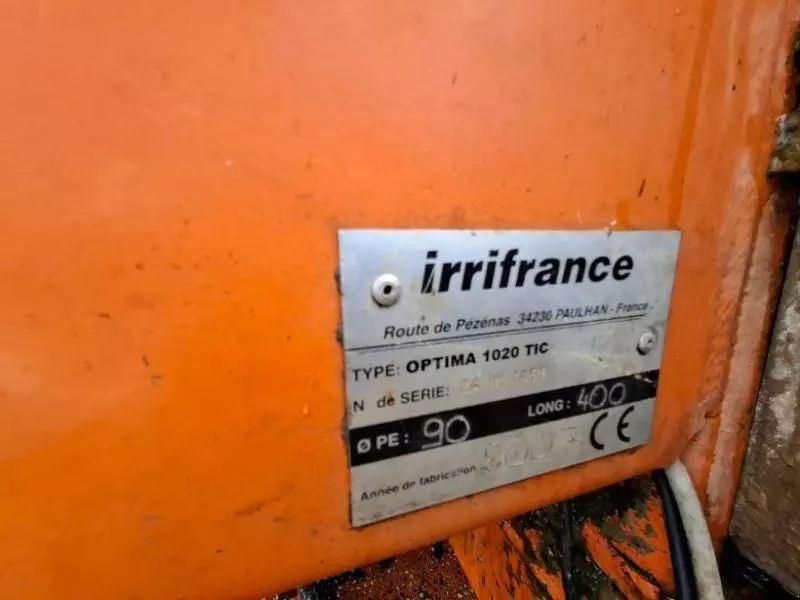 irrifrance
Route de Pézénas 34230 PAULHAN - France -
TYPE: OPTIMA 1020 TIC
N de SERIE:
Ø PE: 90 LONG: 400
Année de fabrication CE